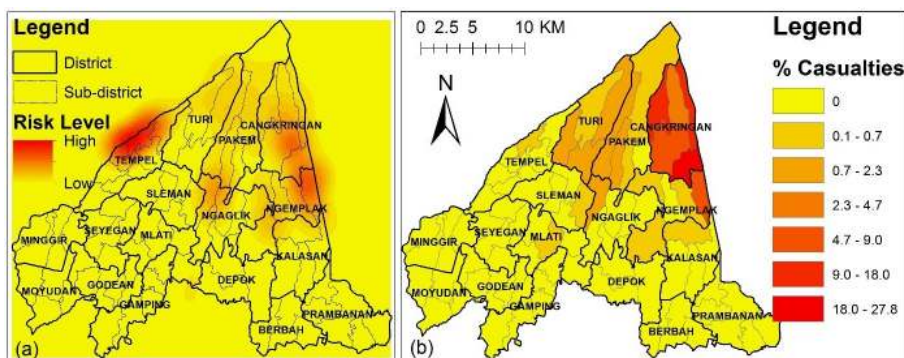 Legend
District
Sub-district
Risk Level
High
Low
TURI
PAKEM
CANGKRINGAN
TEMPEL
SLEMAN
NGAGLIK
NGEMPLAK
SEYEGAN
MLATI
MINGGIR
KALASAN
DEPOK
GODEAN
MOYUDAN
GAMPING
PRAMBANAN
BERBAH
(a)
0 2.5 5 10 KM
N
TURI
PAKEM
CANGKRINGAN
TEMPEL
SLEMAN
NGAGLIK
NGEMPLAK
SEYEGAN
MLATI
MINGGIR
KALASAN
DEPOK
GODEAN
MOYUDAN
GAMPING
PRAMBANAN
BERBAH
(b)
Legend
% Casualties
0
0.1 - 0.7
0.7 - 2.3
2.3 - 4.7
4.7 - 9.0
9.0 - 18.0
18.0 - 27.8